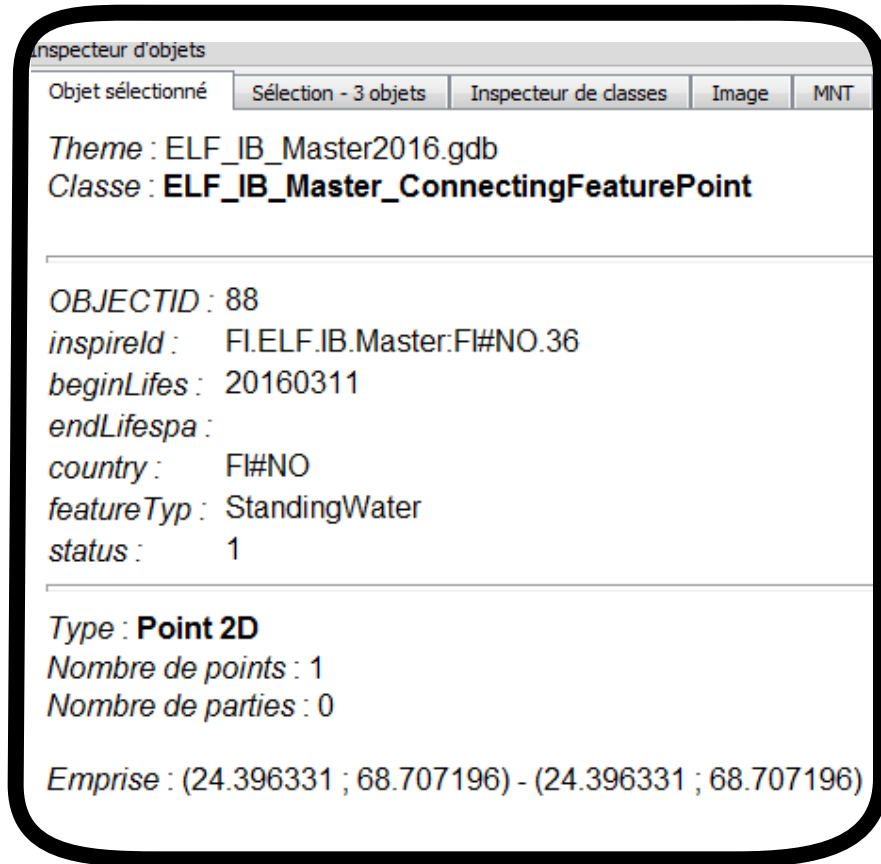 Inspecteur d'objets
Objet sélectionné Sélection - 3 objets Inspecteur de classes Image MNT
Theme : ELF_IB_Master2016.gdb
Classe : ELF_IB_Master_ConnectingFeaturePoint
OBJECTID : 88
inspireId : FI.ELF.IB.Master:FI#NO.36
beginLifes : 20160311
endLifespa :
country : FI#NO
featureTyp : StandingWater
status : 1
Type : Point 2D
Nombre de points : 1
Nombre de parties : 0
Emprise : (24.396331 ; 68.707196) - (24.396331 ; 68.707196)